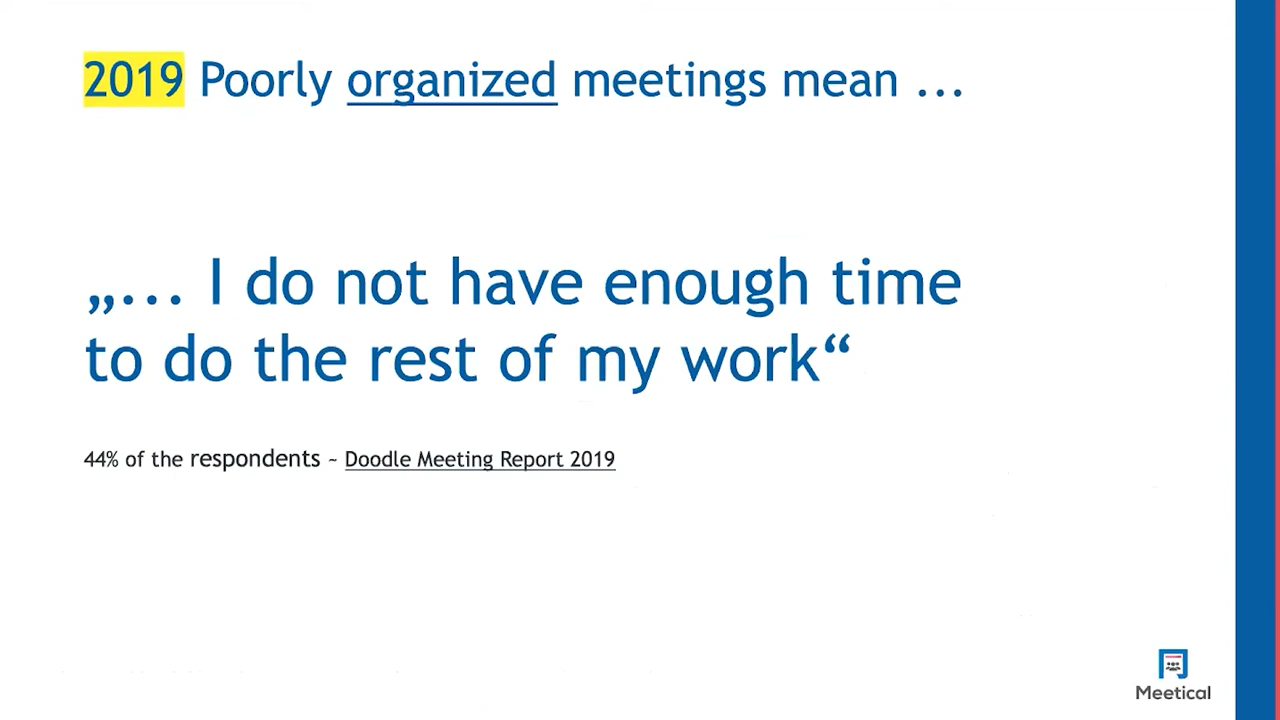 2019 Poorly organized meetings mean ...
„... I do not have enough time
to do the rest of my work“
44% of the respondents ~ Doodle Meeting Report 2019
Meetical